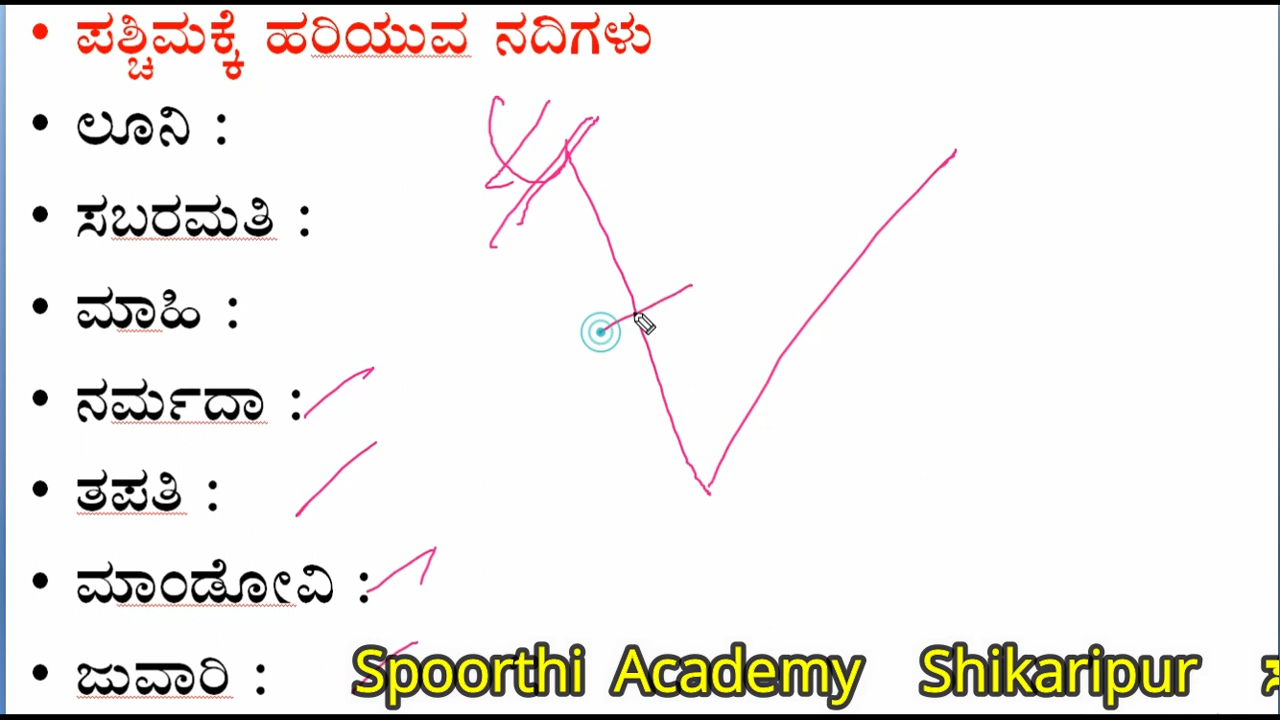 • ಪಶ್ಚಿಮಕ್ಕೆ ಹರಿಯುವ ನದಿಗಳು
• ಲೂನಿ :
• ಸಬರಮತಿ :
• ಮಾಹಿ :
• ನರ್ಮದಾ :
• ತಪತಿ :
• ಮಾಂಡೋವಿ :
• ಜುವಾರಿ :
Spoorthi Academy Shikaripur